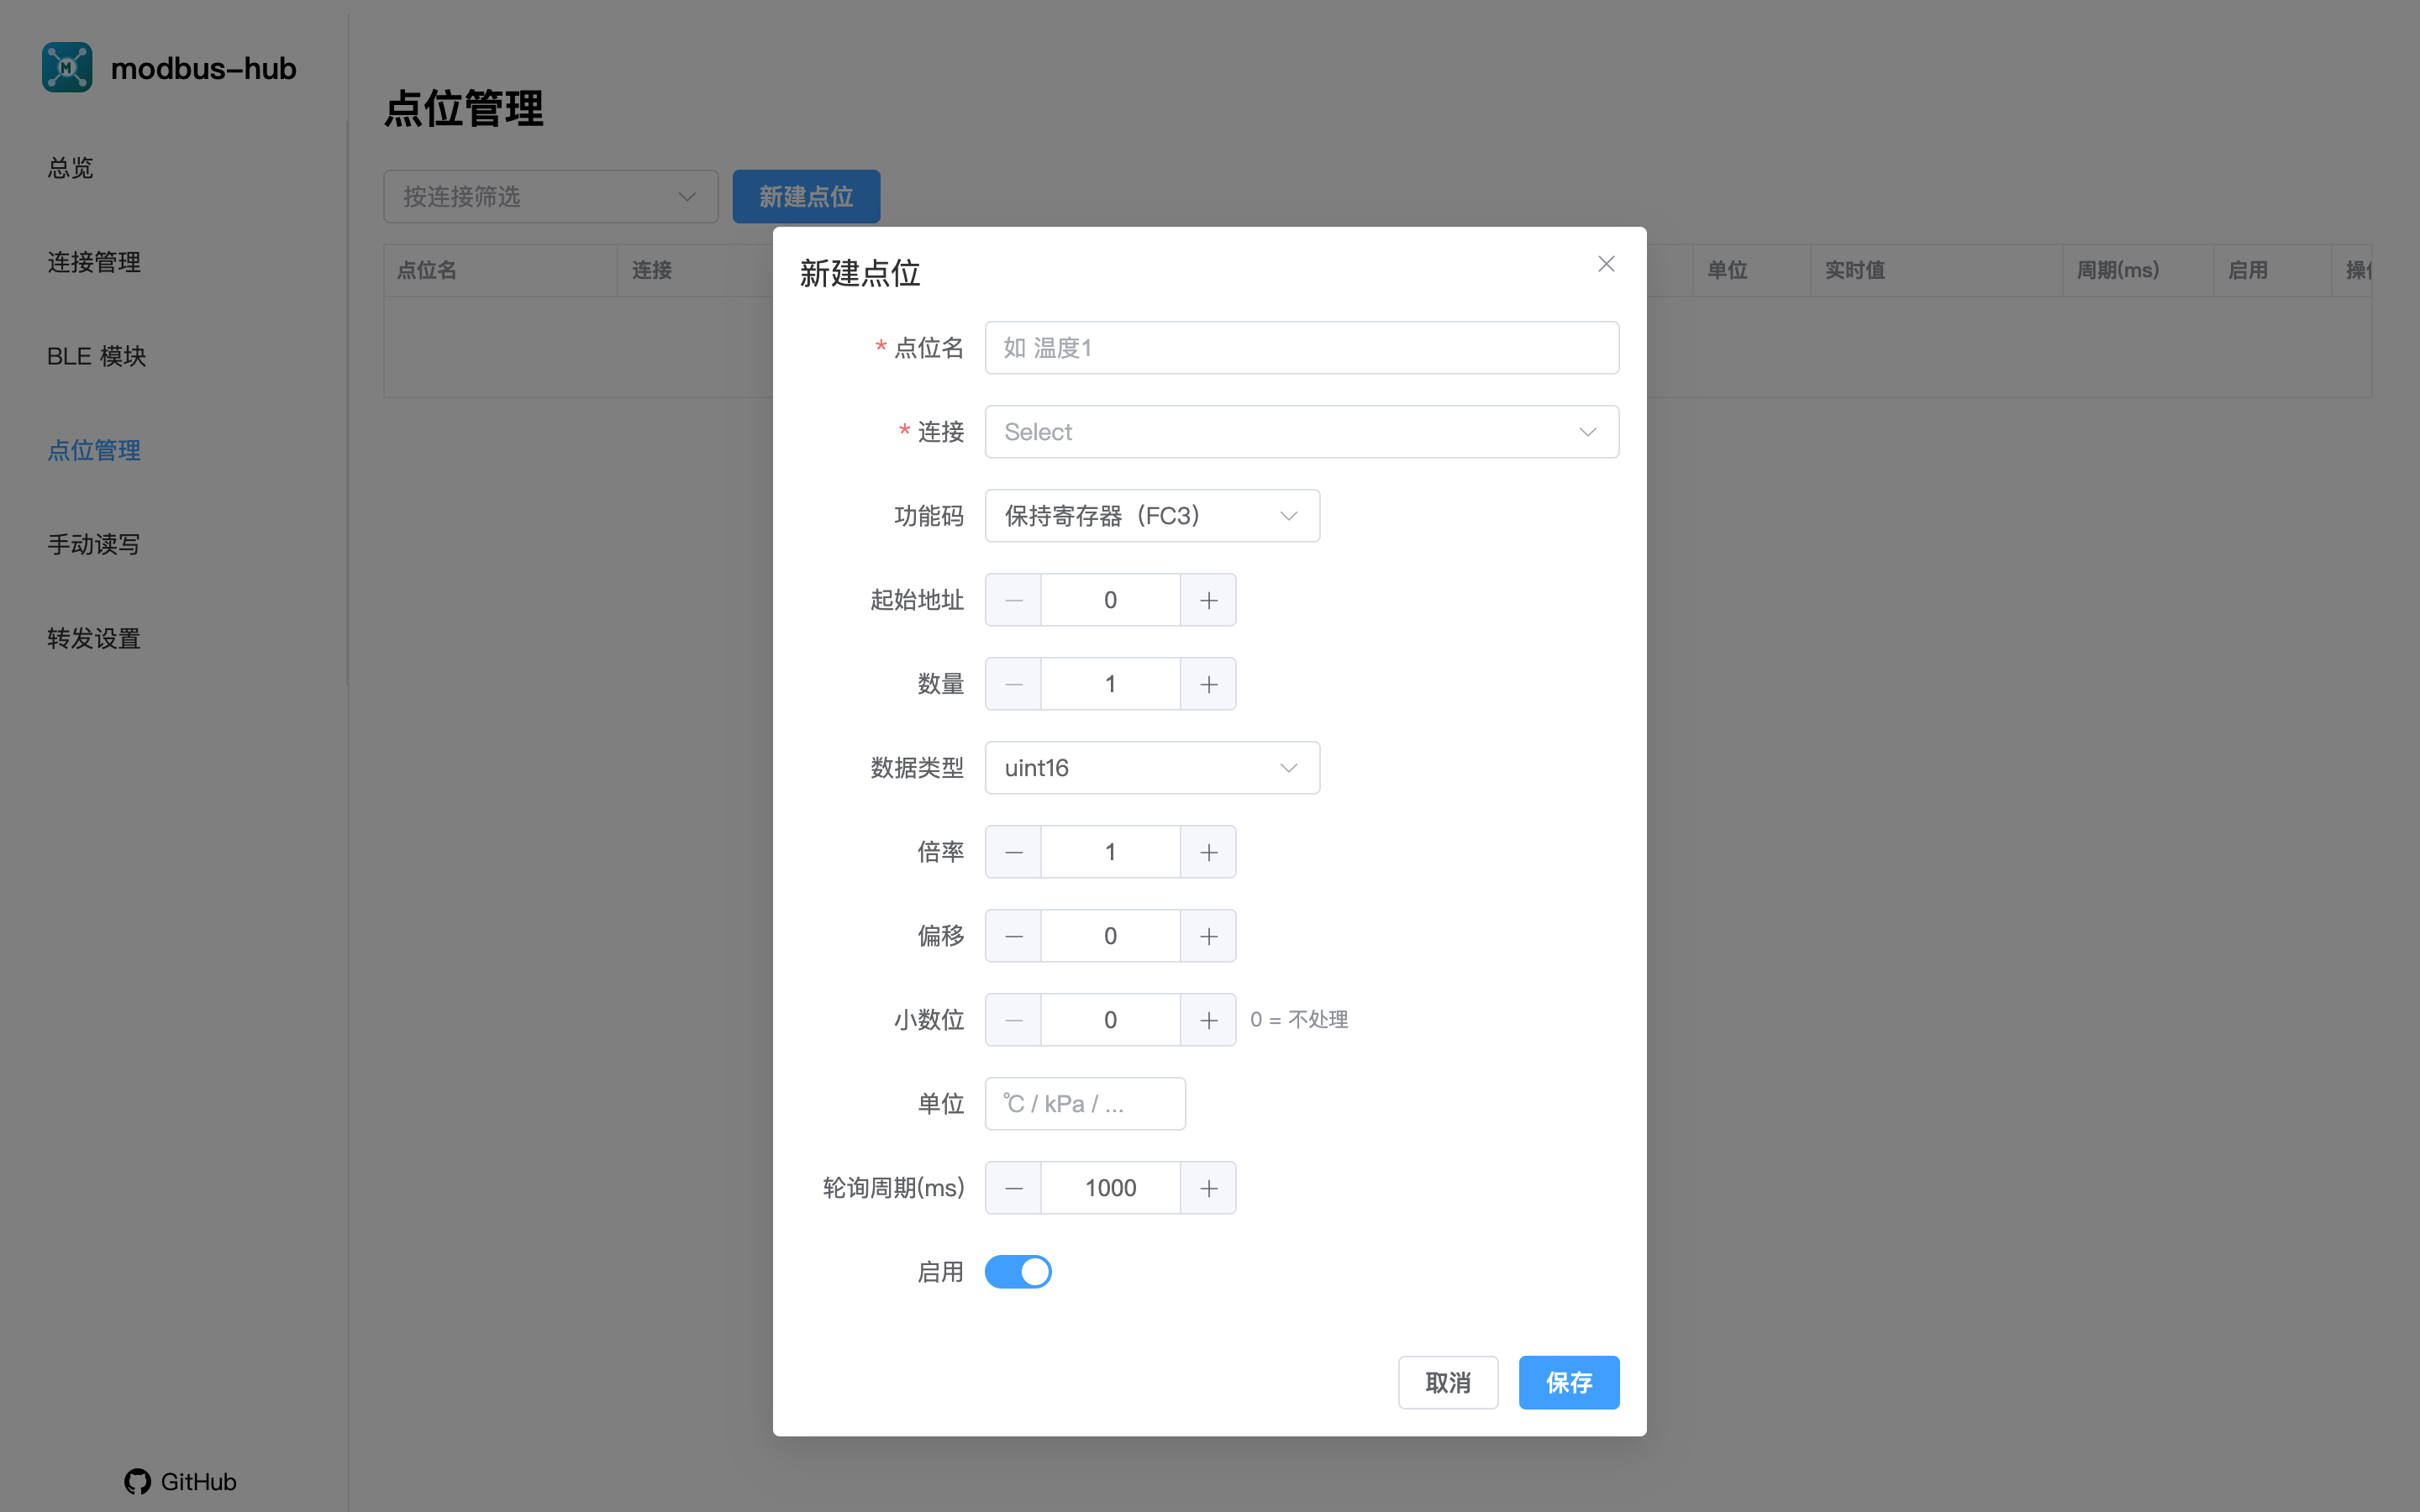 modbus-hub
总览
连接管理
BLE 模块
点位管理
手动读写
转发设置
GitHub
点位管理
按连接筛选
新建点位
点位名 连接 单位 实时值 周期(ms) 启用
新建点位
* 点位名 如 温度1
* 连接 Select
功能码 保持寄存器（FC3）
起始地址 0
数量 1
数据类型 uint16
倍率 1
偏移 0
小数位 0 0 = 不处理
单位 ℃ / kPa / ...
轮询周期(ms) 1000
启用
取消 保存